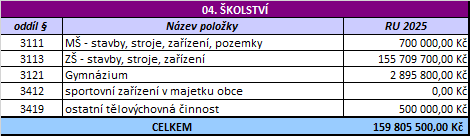 04. ŠKOLSTVÍ
oddíl § Název položky RU 2025
3111 MŠ - stavby, stroje, zařízení, pozemky 700 000,00 Kč
3113 ZŠ - stavby, stroje, zařízení 155 709 700,00 Kč
3121 Gymnázium 2 895 800,00 Kč
3412 sportovní zařízení v majetku obce 0,00 Kč
3419 ostatní tělovýchovná činnost 500 000,00 Kč
CELKEM 159 805 500,00 Kč